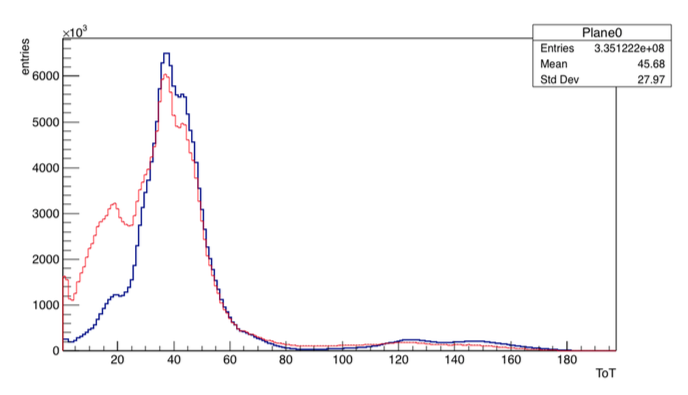 ×10³
entries
Plane0
Entries 3.351222e+08
Mean 45.68
Std Dev 27.97
6000
5000
4000
3000
2000
1000
0
20 40 60 80 100 120 140 160 180
ToT